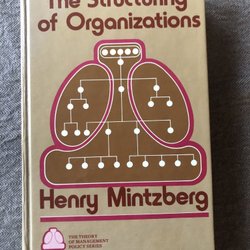 The Structuring
of Organizations
Henry Mintzberg
THE THEORY
OF MANAGEMENT
POLICY SERIES